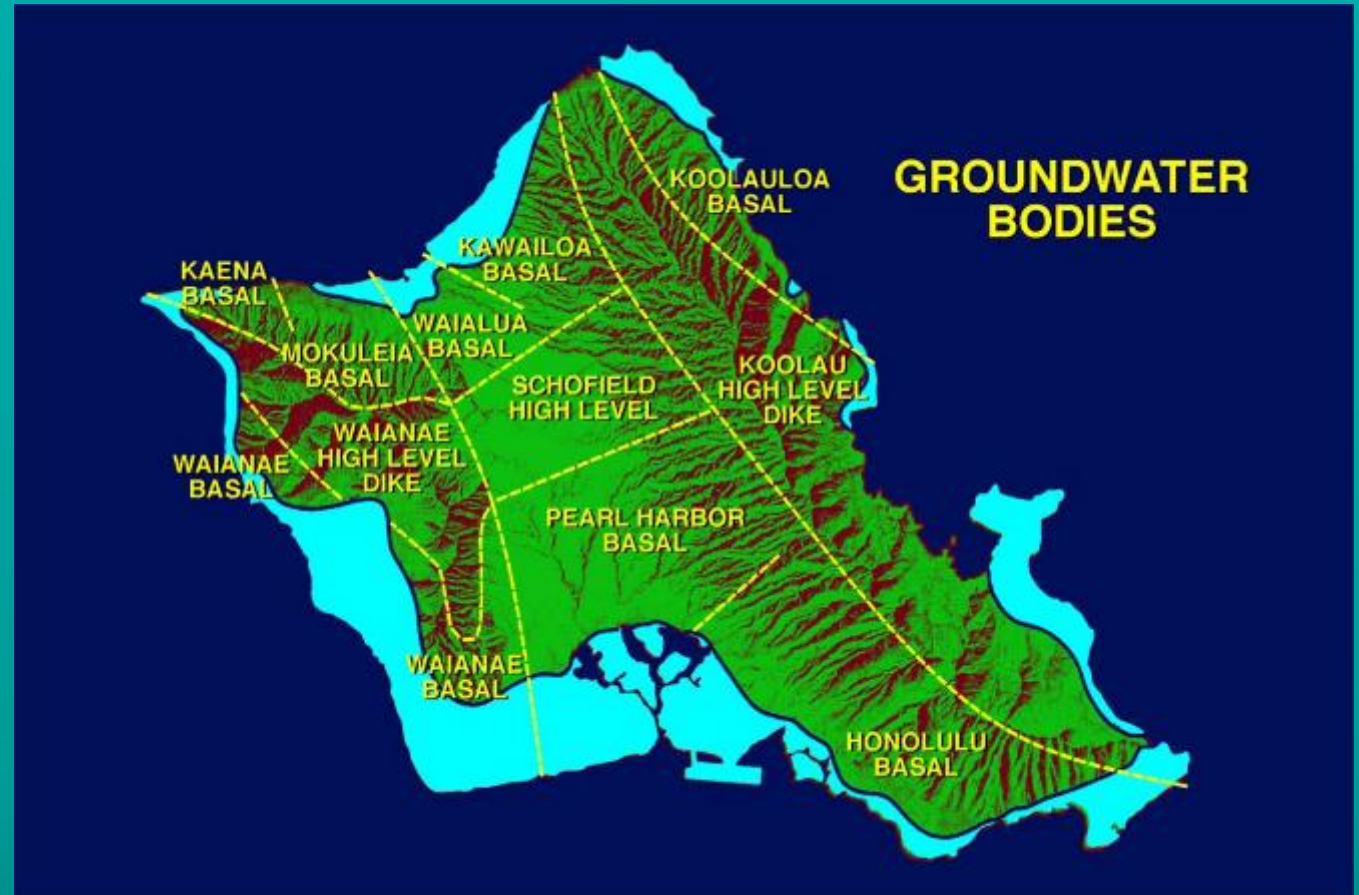 GROUNDWATER
BODIES
KOOLAULOA
BASAL
KAWAILOA
BASAL
KAENA
BASAL
WAIALUA
BASAL
MOKULEIA
BASAL
SCHOFIELD
HIGH LEVEL
KOOLAU
HIGH LEVEL
DIKE
WAIANAE
HIGH LEVEL
DIKE
WAIANAE
BASAL
PEARL HARBOR
BASAL
WAIANAE
BASAL
HONOLULU
BASAL